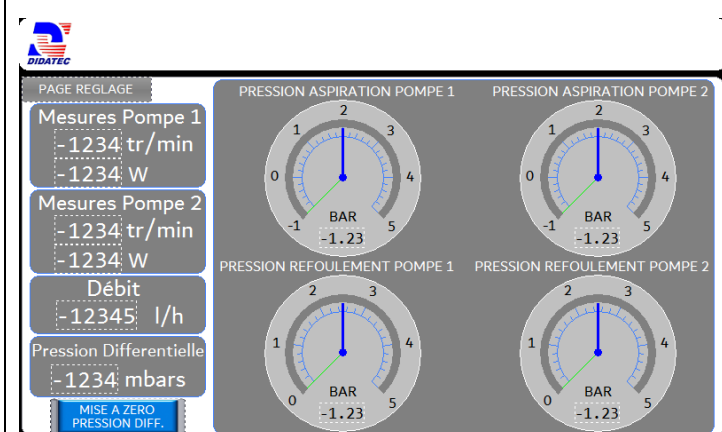 DIDATEC
PAGE REGLAGE
Mesures Pompe 1
-1234 tr/min
-1234 W
Mesures Pompe 2
-1234 tr/min
-1234 W
Débit
-12345 l/h
Pression Differentielle
-1234 mbars
MISE A ZERO
PRESSION DIFF.
PRESSION ASPIRATION POMPE 1
-1 0 1 2 3 4 5
BAR
-1.23
PRESSION ASPIRATION POMPE 2
-1 0 1 2 3 4 5
BAR
-1.23
PRESSION REFOULEMENT POMPE 1
0 1 2 3 4 5
BAR
-1.23
PRESSION REFOULEMENT POMPE 2
0 1 2 3 4 5
BAR
-1.23